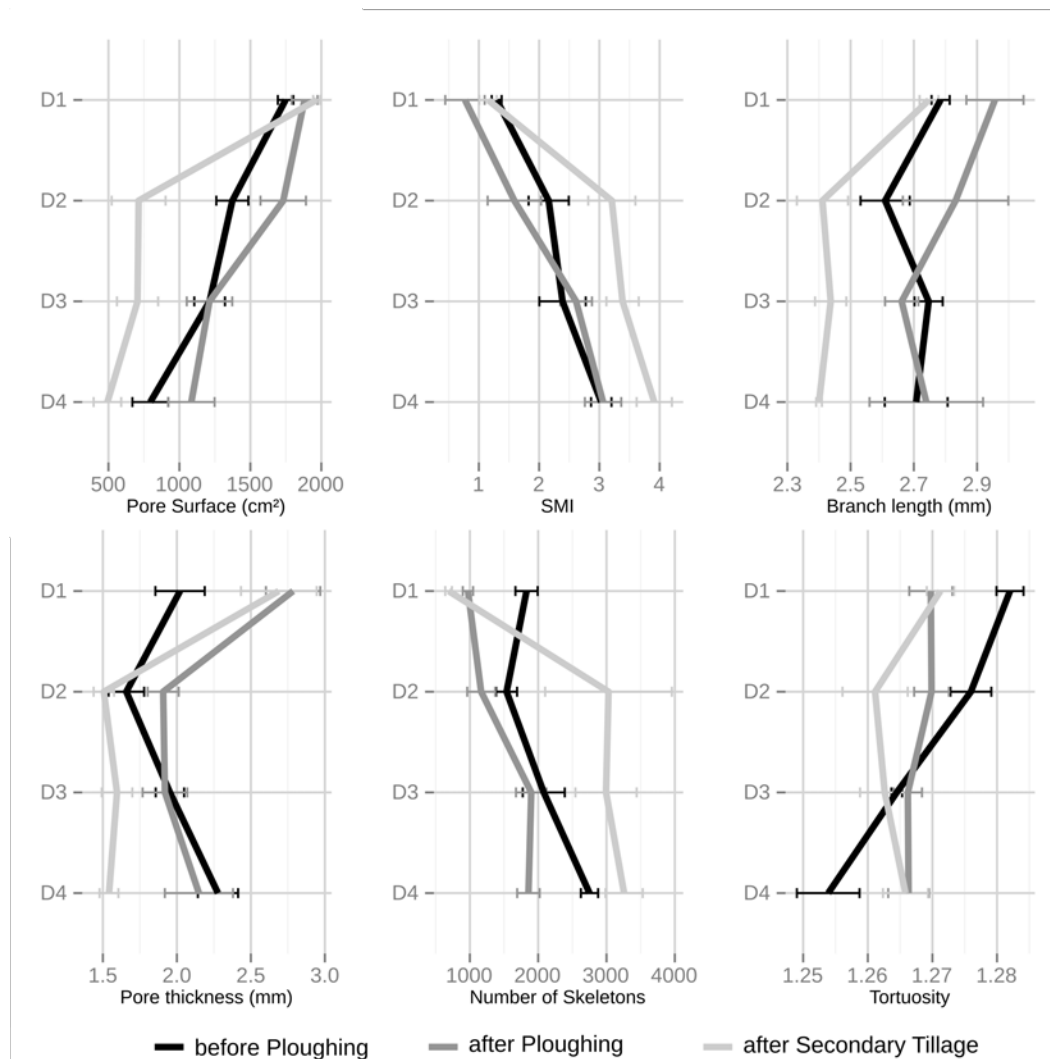 D1
D2
D3
D4
500 1000 1500 2000
Pore Surface (cm²)
D1
D2
D3
D4
1 2 3 4
SMI
D1
D2
D3
D4
2.3 2.5 2.7 2.9
Branch length (mm)
D1
D2
D3
D4
1.5 2.0 2.5 3.0
Pore thickness (mm)
D1
D2
D3
D4
1000 2000 3000 4000
Number of Skeletons
D1
D2
D3
D4
1.25 1.26 1.27 1.28
Tortuosity
before Ploughing after Ploughing after Secondary Tillage